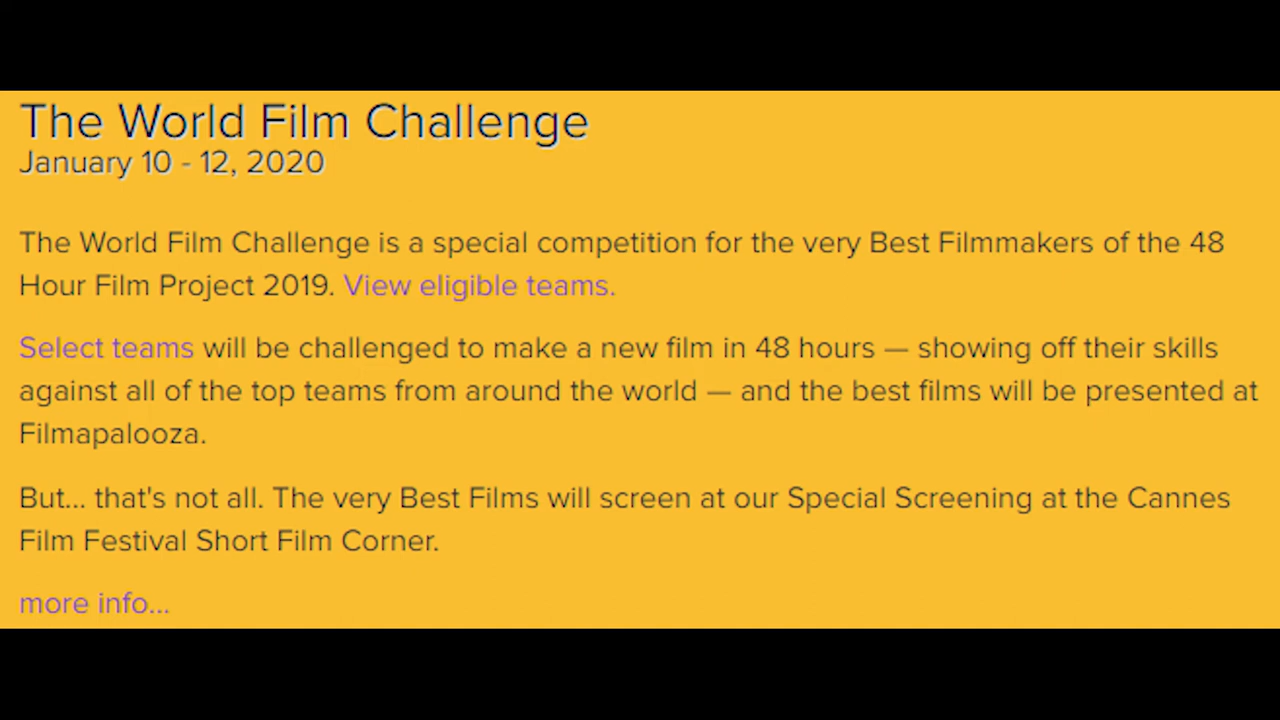 The World Film Challenge
January 10 - 12, 2020
The World Film Challenge is a special competition for the very Best Filmmakers of the 48
Hour Film Project 2019. View eligible teams.
Select teams will be challenged to make a new film in 48 hours — showing off their skills
against all of the top teams from around the world — and the best films will be presented at
Filmapalooza.
But... that's not all. The very Best Films will screen at our Special Screening at the Cannes
Film Festival Short Film Corner.
more info...